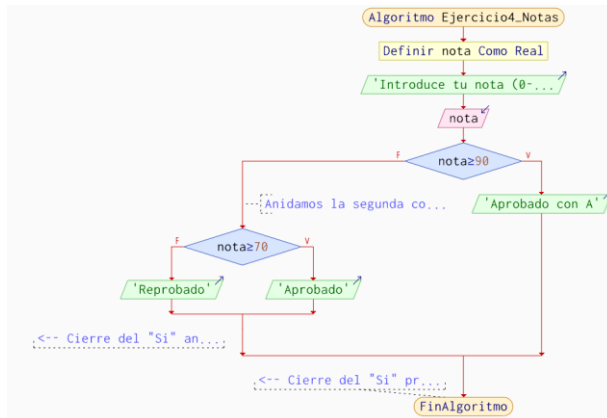 Algoritmo Ejercicio4_Notas
Definir nota Como Real
'Introduce tu nota (0-...
nota
F
nota≥90
V
Anidamos la segunda co...
'Aprobado con A'
F
nota≥70
V
'Reprobado'
'Aprobado'
<-- Cierre del "Si" an...
<-- Cierre del "Si" pr...
FinAlgoritmo